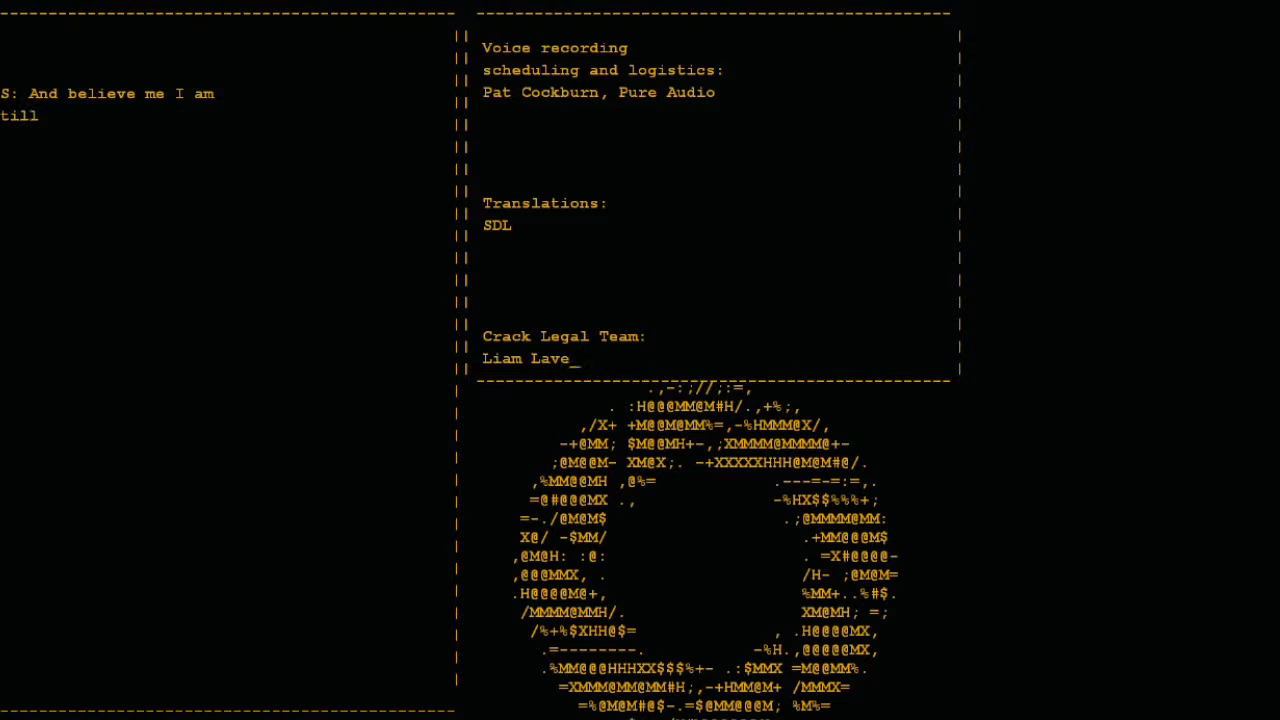 S: And believe me I am
till
Voice recording
scheduling and logistics:
Pat Cockburn, Pure Audio
Translations:
SDL
Crack Legal Team:
Liam Lave_